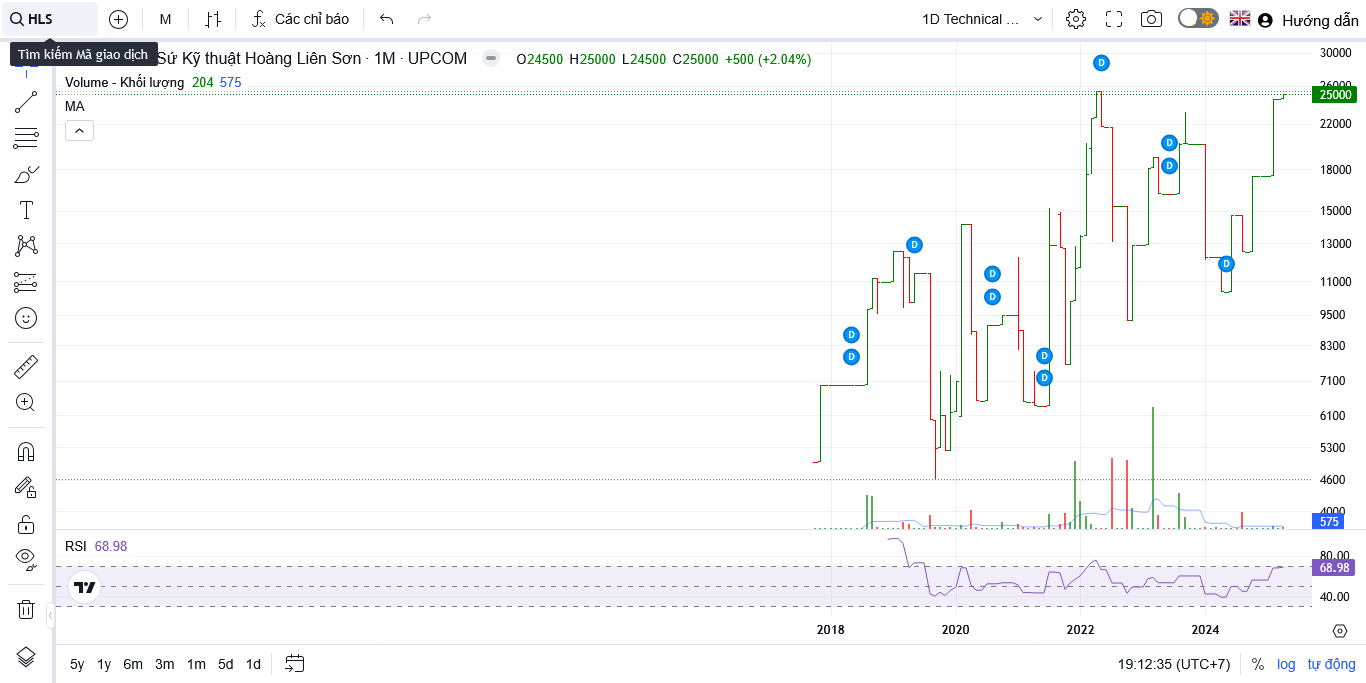 HLS M Các chỉ báo 1D Technical ... Hướng dẫn
Tìm kiếm Mã giao dịch
Sứ Kỹ thuật Hoàng Liên Sơn · 1M · UPCOM O24500 H25000 L24500 C25000 +500 (+2.04%)
Volume - Khối lượng 204 575
MA
30000
26000
25000
22000
18000
15000
13000
11000
9500
8300
7100
6100
5300
4600
4000
575
D
D
D
D
D
D
D
D
D
D
D
RSI 68.98
80.00
68.98
40.00
2018 2020 2022 2024
5y 1y 6m 3m 1m 5d 1d 19:12:35 (UTC+7) % log tự động